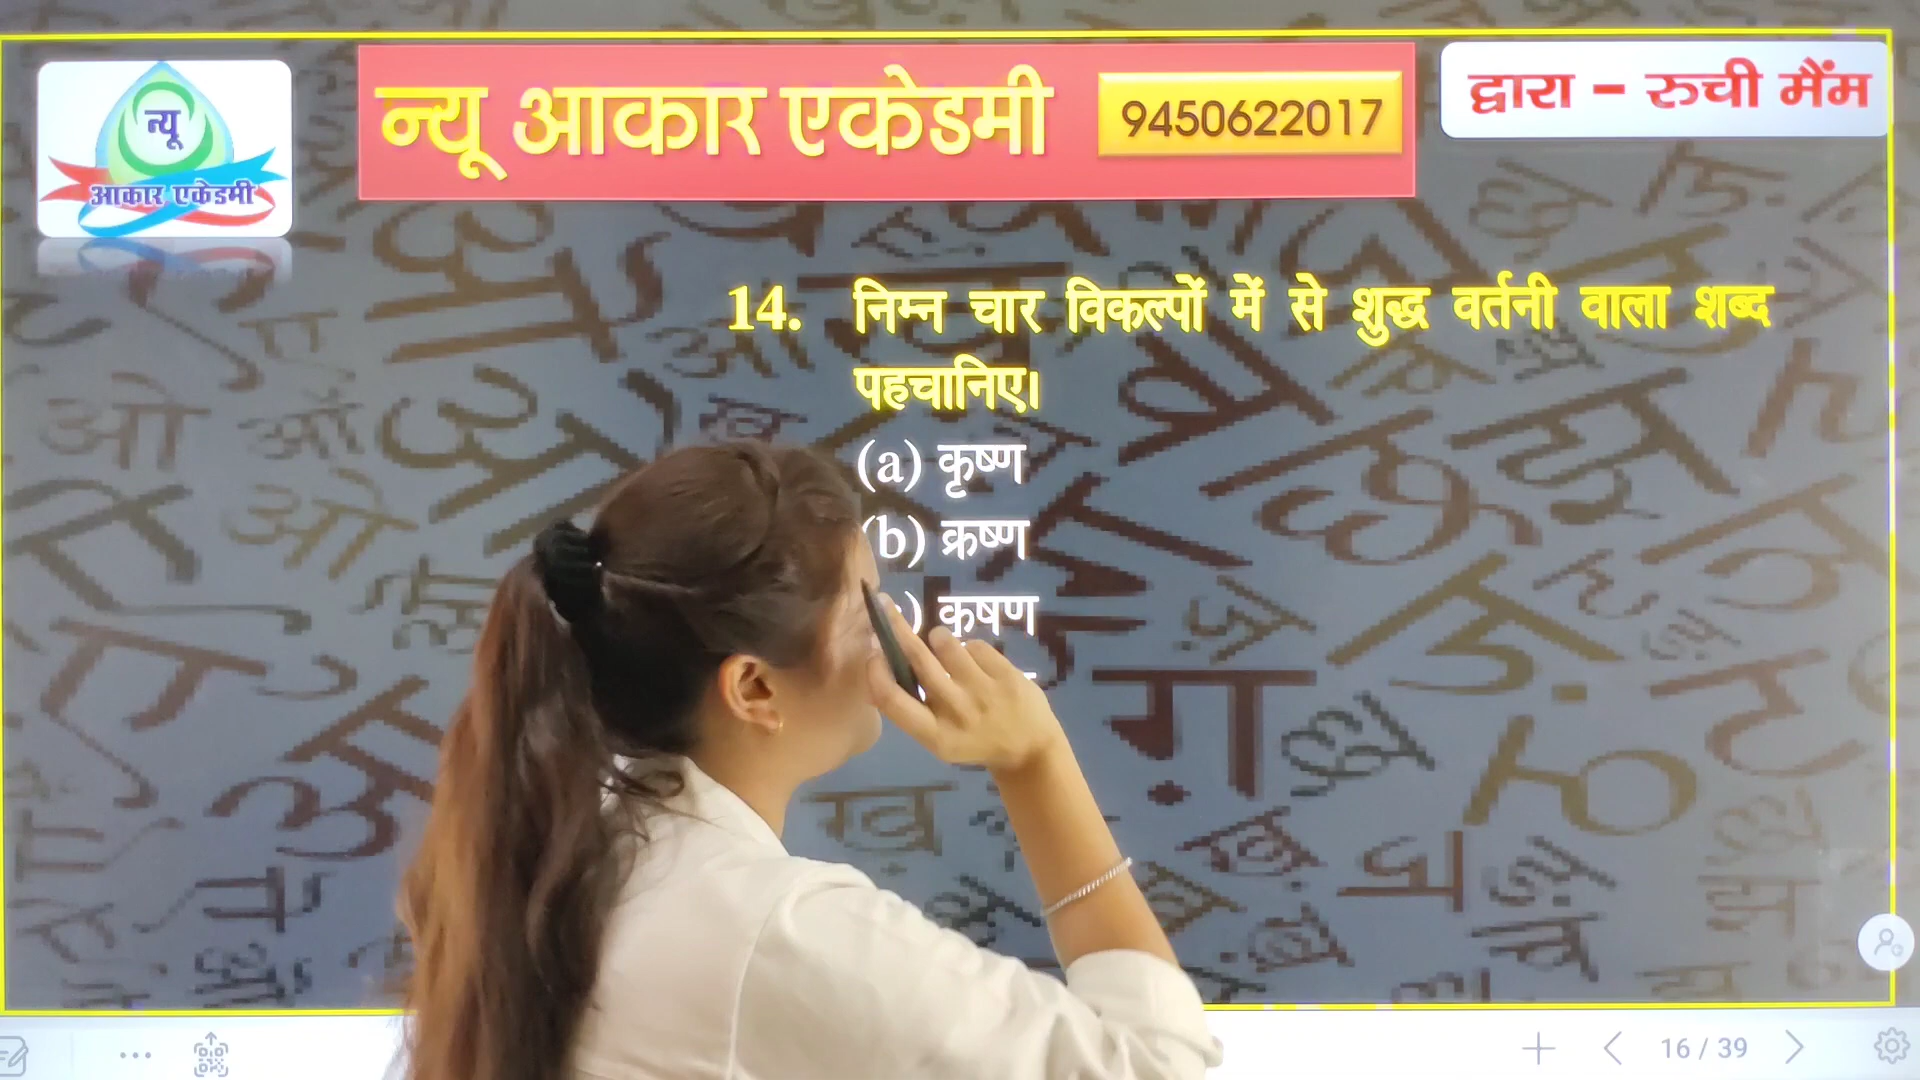 न्यू
आकार एकेडमी
न्यू आकार एकेडमी
9450622017
द्वारा - रुची मैंम
14. निम्न चार विकल्पों में से शुद्ध वर्तनी वाला शब्द
पहचानिए।
(a) कृष्ण
(b) क्रष्ण
) कृषण
16 / 39